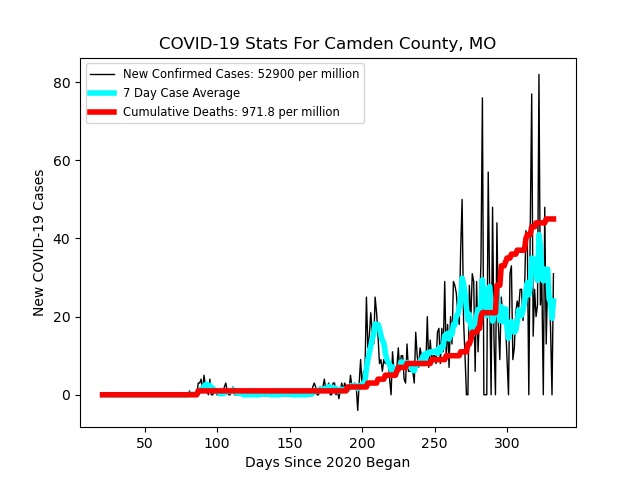 COVID-19 Stats For Camden County, MO
New Confirmed Cases: 52900 per million
7 Day Case Average
Cumulative Deaths: 971.8 per million
New COVID-19 Cases
80
60
40
20
0
50 100 150 200 250 300
Days Since 2020 Began